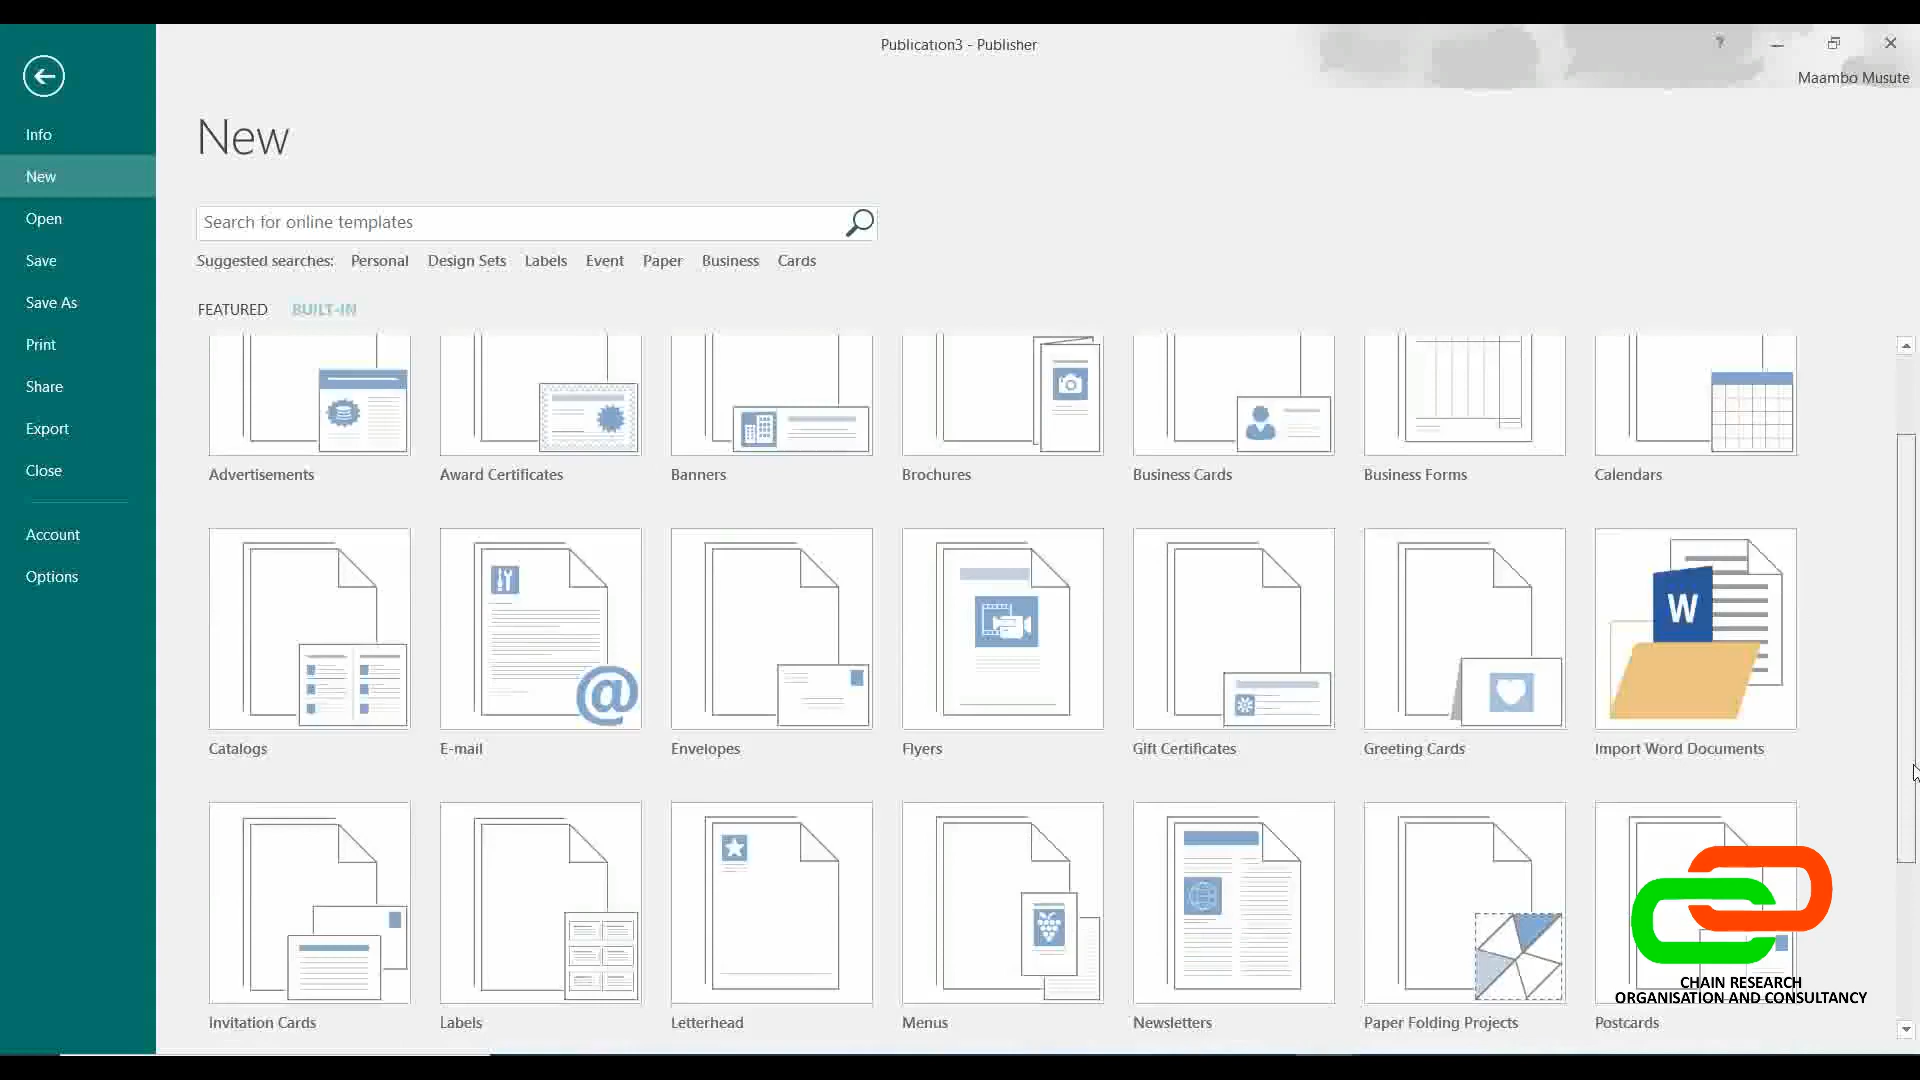 Publication3 - Publisher
?
Maambo Musute
Info
New
Open
Save
Save As
Print
Share
Export
Close
Account
Options
New
Search for online templates
Suggested searches: Personal Design Sets Labels Event Paper Business Cards
FEATURED BUILT-IN
Advertisements Award Certificates Banners Brochures Business Cards Business Forms Calendars
@
W
Catalogs E-mail Envelopes Flyers Gift Certificates Greeting Cards Import Word Documents
Invitation Cards Labels Letterhead Menus Newsletters Paper Folding Projects Postcards
CHAIN RESEARCH
ORGANISATION AND CONSULTANCY